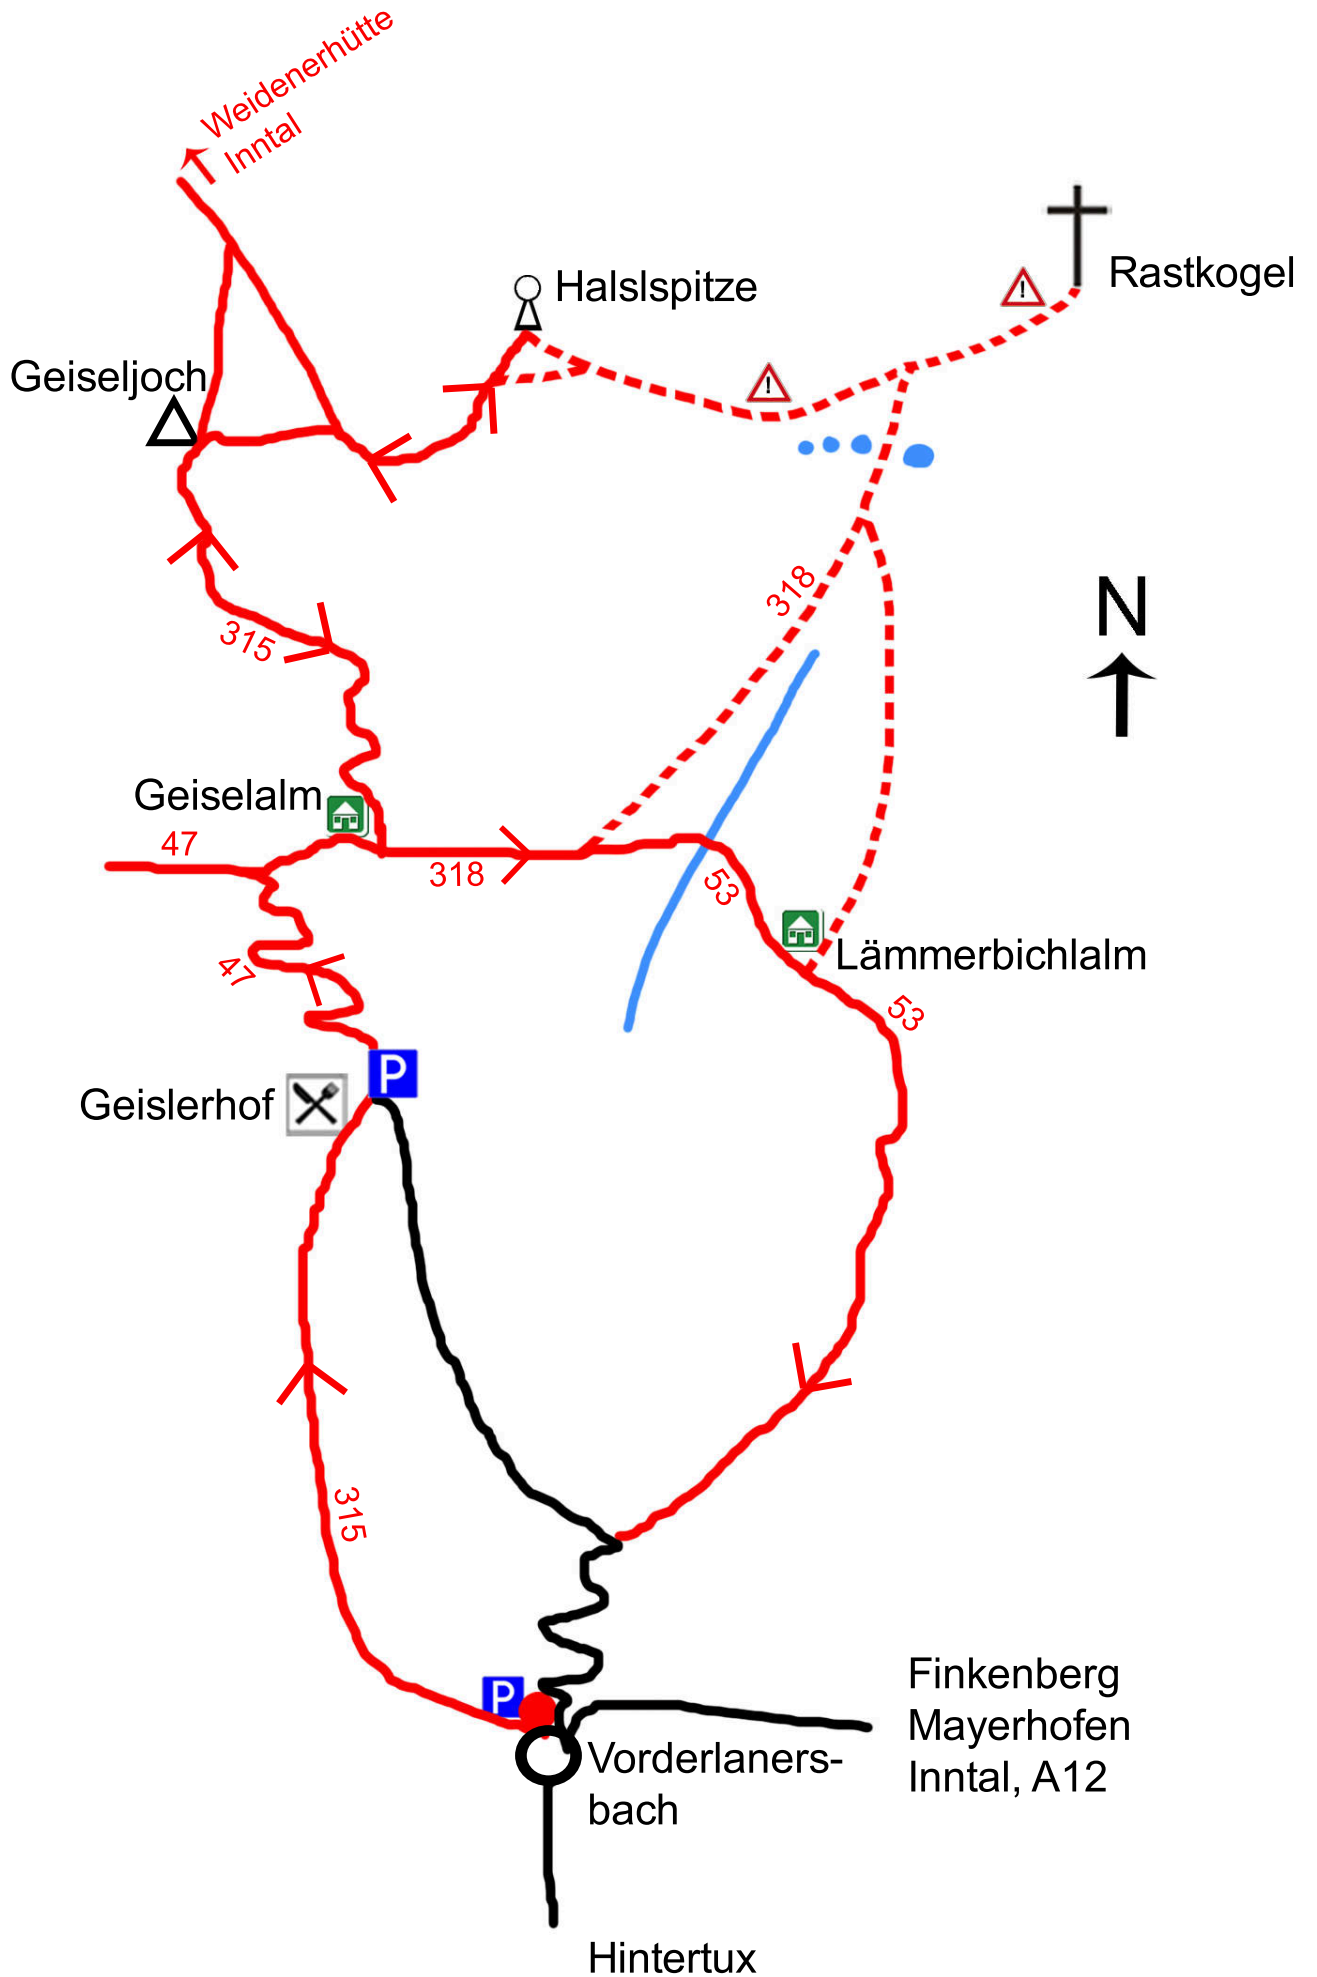 Weidenerhütte
Inntal
Halslspitze
Rastkogel
!
Geiseljoch
!
318
N
315
Geiselalm
47
318
53
Lämmerbichlalm
47
53
P
Geislerhof
315
P
Finkenberg
Mayerhofen
Inntal, A12
Vorderlaners-
bach
Hintertux